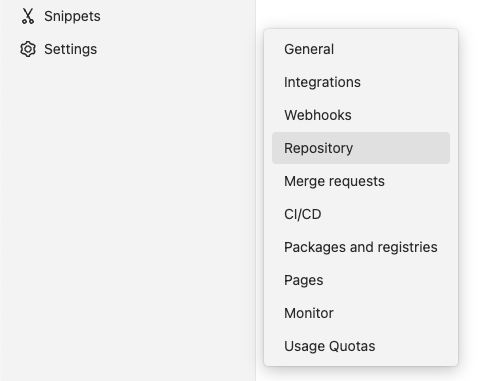 Snippets
Settings
General
Integrations
Webhooks
Repository
Merge requests
CI/CD
Packages and registries
Pages
Monitor
Usage Quotas